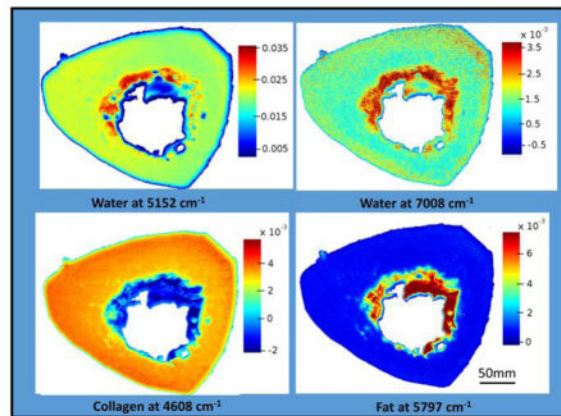 0.035
0.025
0.015
0.005
x 10⁻³
3.5
2.5
1.5
0.5
-0.5
Water at 5152 cm⁻¹
Water at 7008 cm⁻¹
x 10⁻³
4
2
0
-2
x 10⁻³
6
4
2
0
50mm
Collagen at 4608 cm⁻¹
Fat at 5797 cm⁻¹